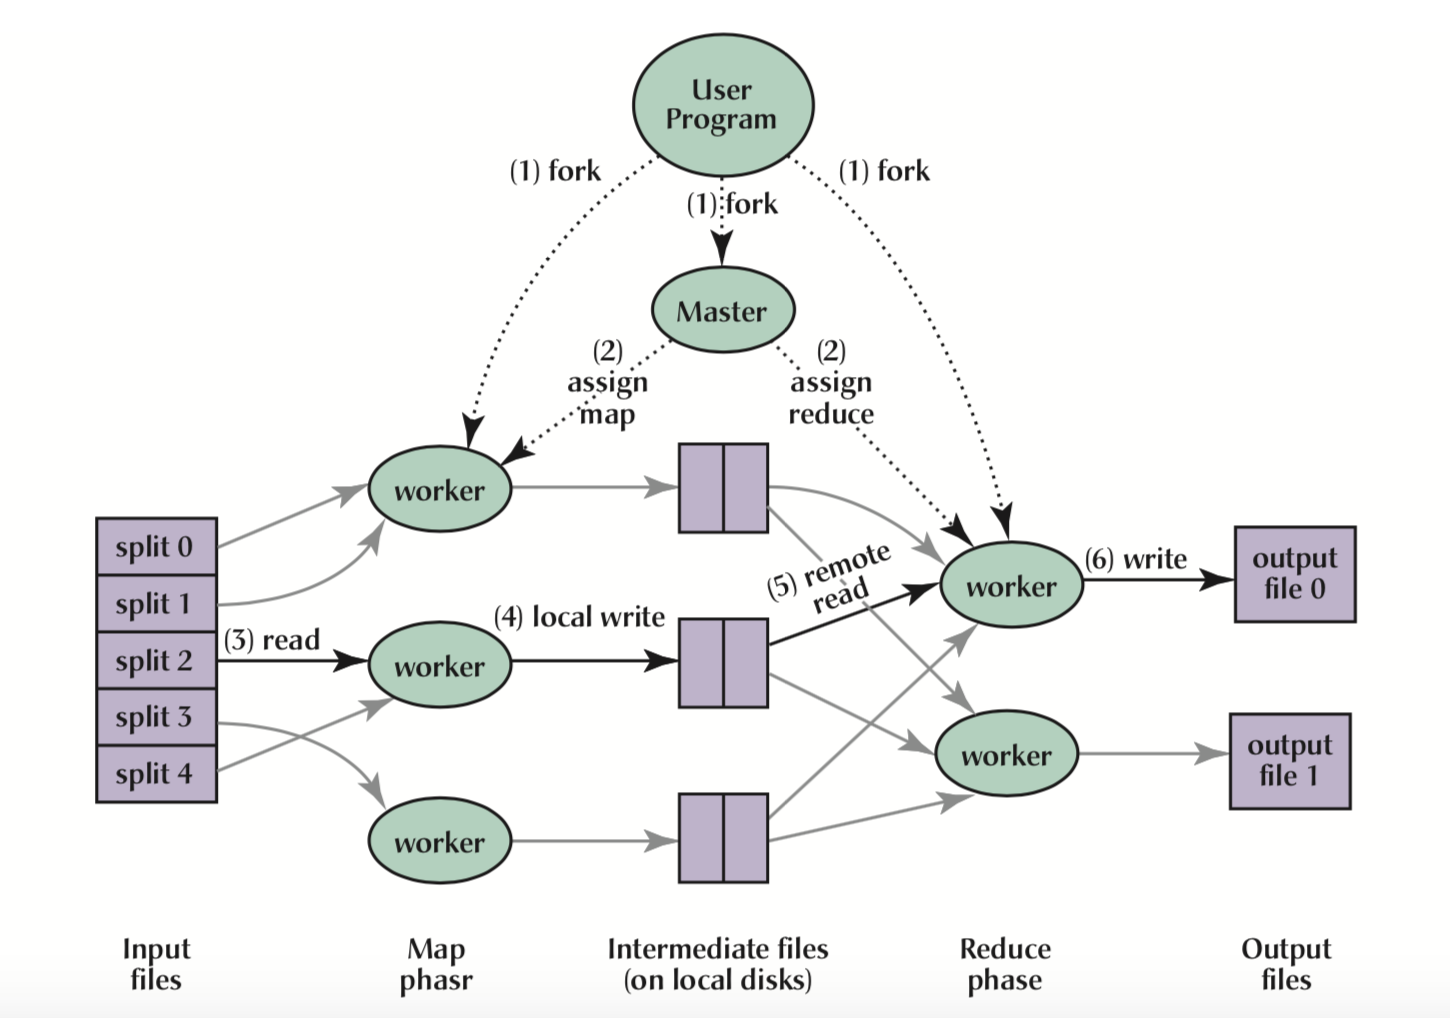 User
Program
(1) fork
(1) fork
(1) fork
Master
(2)
assign
map
(2)
assign
reduce
worker
split 0
split 1
split 2
split 3
split 4
(3) read
worker
(4) local write
worker
(5) remote
read
worker
(6) write
output
file 0
worker
output
file 1
Input
files
Map
phasr
Intermediate files
(on local disks)
Reduce
phase
Output
files